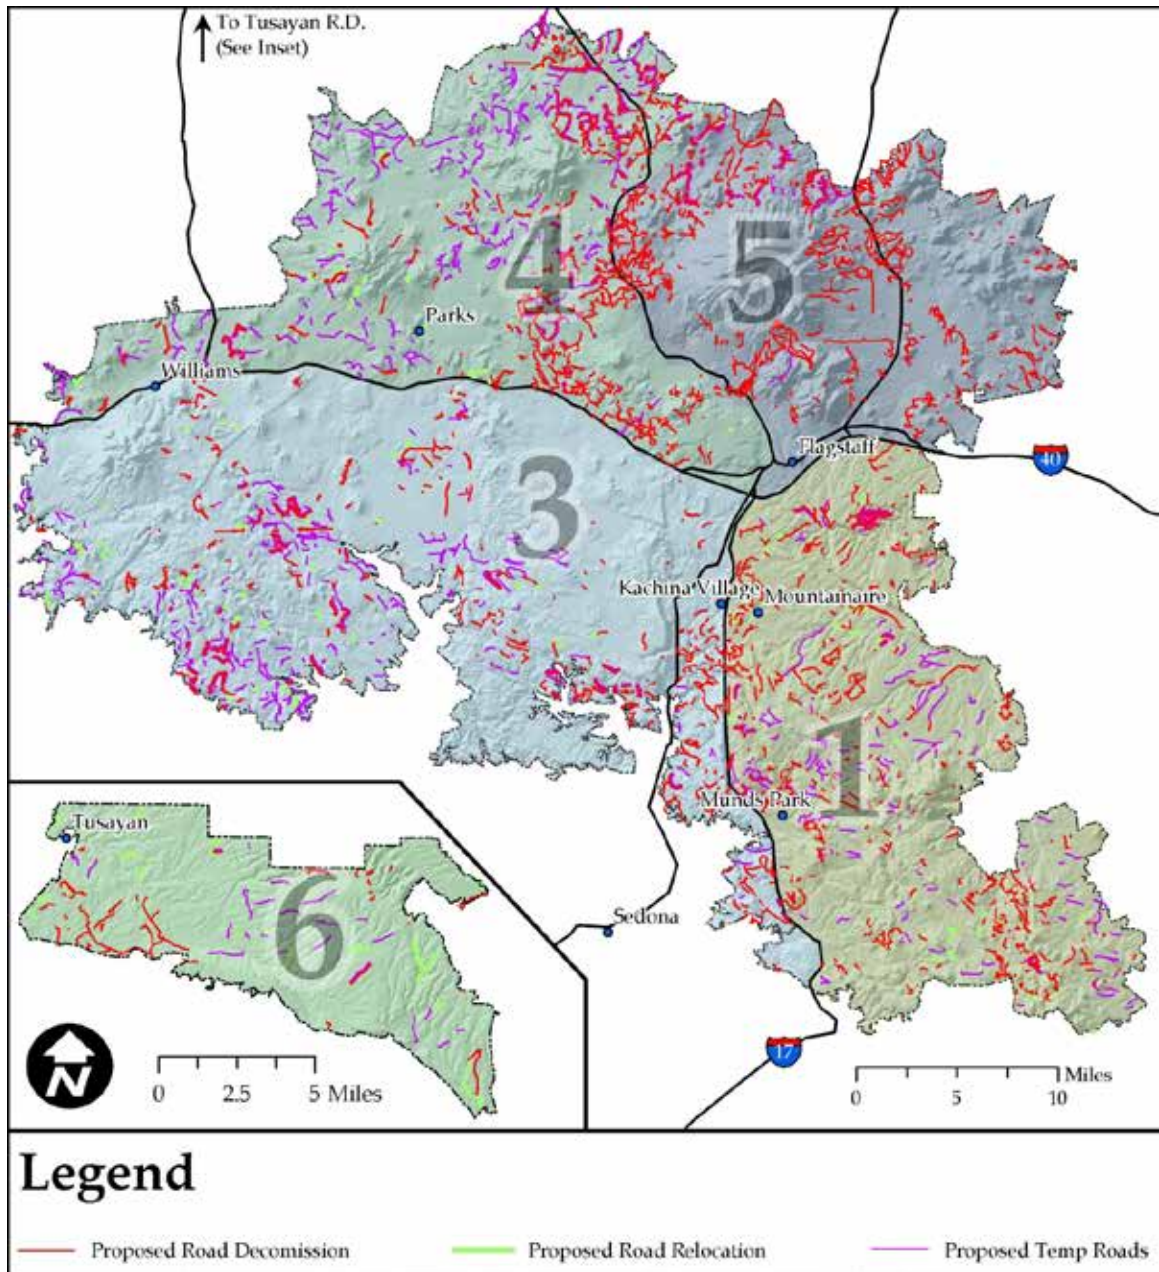 To Tusayan R.D.
(See Inset)
4
5
Parks
Williams
Flagstaff
40
3
Kachina Village
Mountainaire
1
Munds Park
Tusayan
6
Sedona
N
0 2.5 5 Miles
17
Miles
0 5 10
Legend
Proposed Road Decomission
Proposed Road Relocation
Proposed Temp Roads